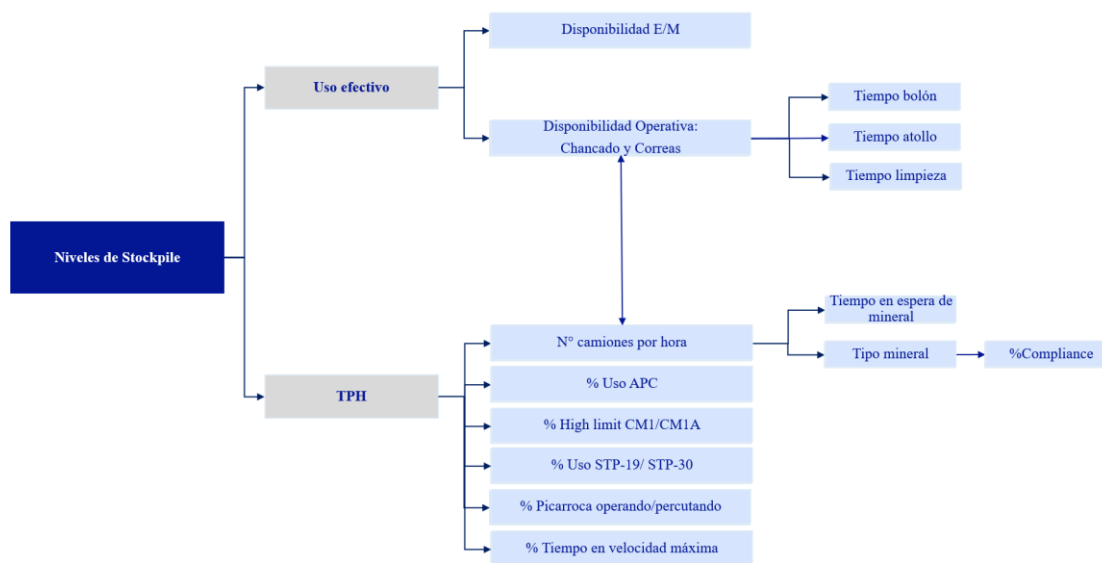 Disponibilidad E/M
Uso efectivo
Tiempo bolón
Disponibilidad Operativa:
Chancado y Correas
Tiempo atollo
Tiempo limpieza
Niveles de Stockpile
Tiempo en espera de
mineral
N° camiones por hora
Tipo mineral
%Compliance
% Uso APC
TPH
% High limit CM1/CM1A
% Uso STP-19/ STP-30
% Picarroca operando/percutando
% Tiempo en velocidad máxima